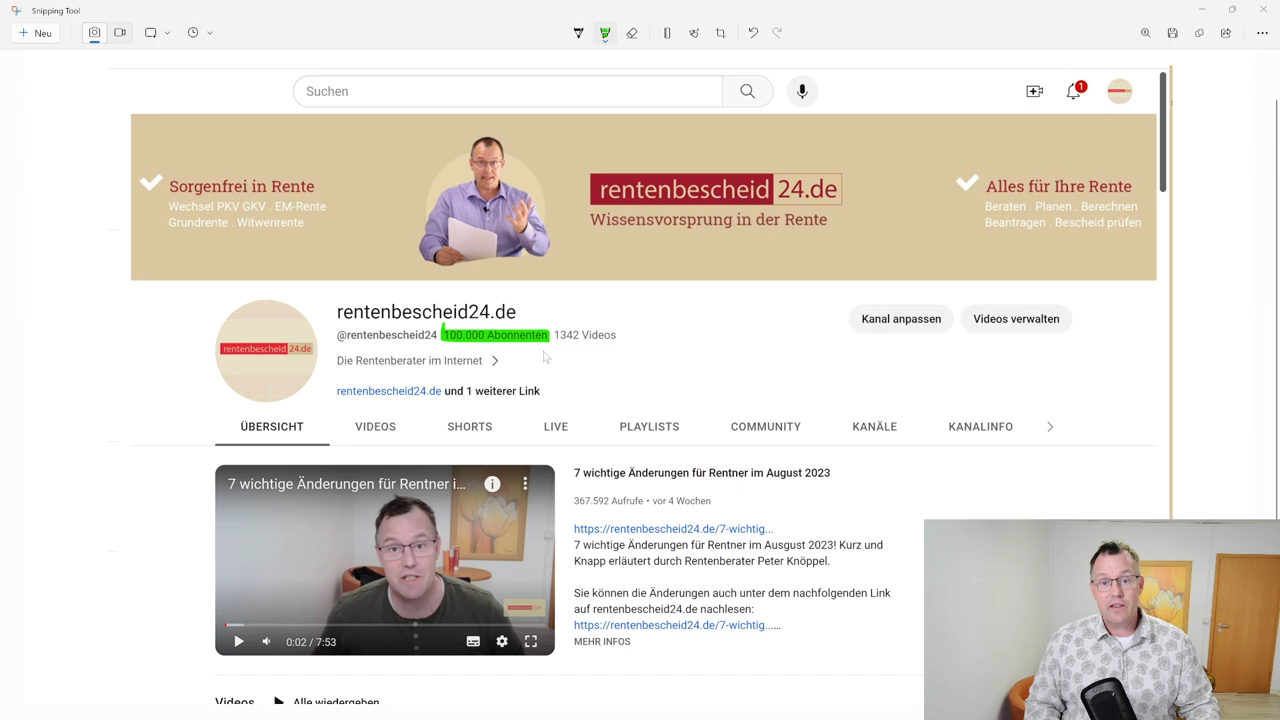 Snipping Tool
Neu
Suchen
1
Sorgenfrei in Rente
Wechsel PKV GKV . EM-Rente
Grundrente . Witwenrente
rentenbescheid 24.de
Wissensvorsprung in der Rente
Alles für Ihre Rente
Beraten . Planen . Berechnen
Beantragen . Bescheid prüfen
rentenbescheid 24.de
rentenbescheid24.de
@rentenbescheid24 100.000 Abonnenten 1342 Videos
Die Rentenberater im Internet
rentenbescheid24.de und 1 weiterer Link
Kanal anpassen
Videos verwalten
ÜBERSICHT VIDEOS SHORTS LIVE PLAYLISTS COMMUNITY KANÄLE KANALINFO
7 wichtige Änderungen für Rentner i...
0:02 / 7:53
7 wichtige Änderungen für Rentner im August 2023
367.592 Aufrufe • vor 4 Wochen
https://rentenbescheid24.de/7-wichtig...
7 wichtige Änderungen für Rentner im Ausgust 2023! Kurz und
Knapp erläutert durch Rentenberater Peter Knöppel.
Sie können die Änderungen auch unter dem nachfolgenden Link
auf rentenbescheid24.de nachlesen:
https://rentenbescheid24.de/7-wichtig......
MEHR INFOS
Videos Alle wiedergeben